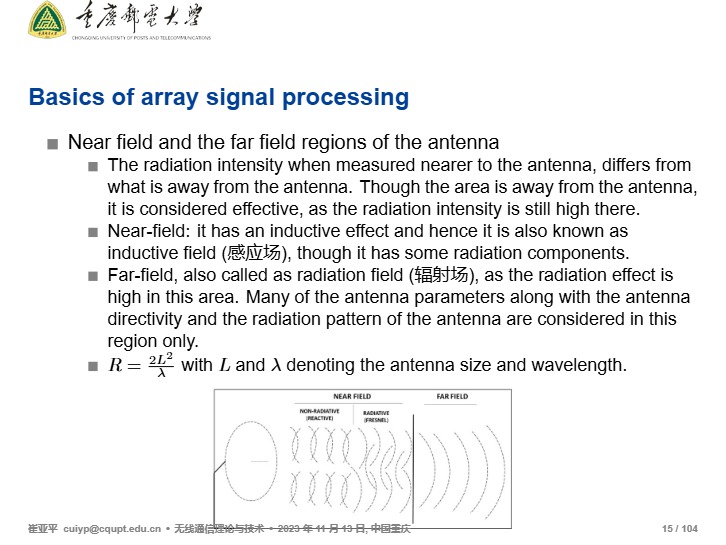 重慶郵電大學
CHONGQING UNIVERSITY OF POSTS AND TELECOMMUNICATIONS
Basics of array signal processing
Near field and the far field regions of the antenna
The radiation intensity when measured nearer to the antenna, differs from
what is away from the antenna. Though the area is away from the antenna,
it is considered effective, as the radiation intensity is still high there.
Near-field: it has an inductive effect and hence it is also known as
inductive field (感应场), though it has some radiation components.
Far-field, also called as radiation field (辐射场), as the radiation effect is
high in this area. Many of the antenna parameters along with the antenna
directivity and the radiation pattern of the antenna are considered in this
region only.
R = 2L²/λ with L and λ denoting the antenna size and wavelength.
NEAR FIELD FAR FIELD
NON-RADIATIVE RADIATIVE
(REACTIVE) (FRESNEL)
崔亚平 cuiyp@cqupt.edu.cn • 无线通信理论与技术 • 2023 年 11 月 13 日, 中国重庆 15 / 104